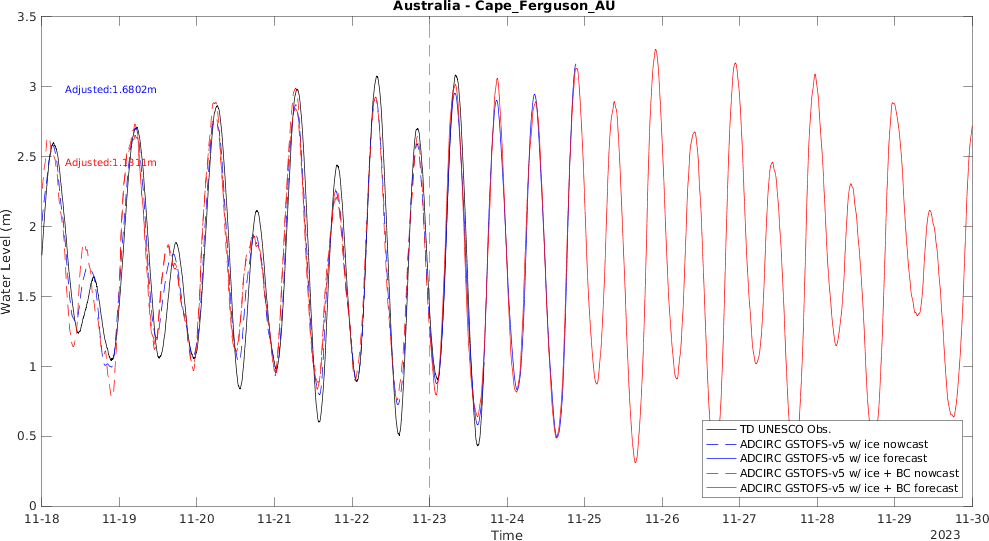 Australia - Cape_Ferguson_AU
3.5
3
2.5
2
1.5
1
0.5
0
Water Level (m)
Adjusted:1.6802m
Adjusted:1.1311m
TD UNESCO Obs.
ADCIRC GSTOFS-v5 w/ ice nowcast
ADCIRC GSTOFS-v5 w/ ice forecast
ADCIRC GSTOFS-v5 w/ ice + BC nowcast
ADCIRC GSTOFS-v5 w/ ice + BC forecast
11-18 11-19 11-20 11-21 11-22 11-23 11-24 11-25 11-26 11-27 11-28 11-29 11-30
Time
2023